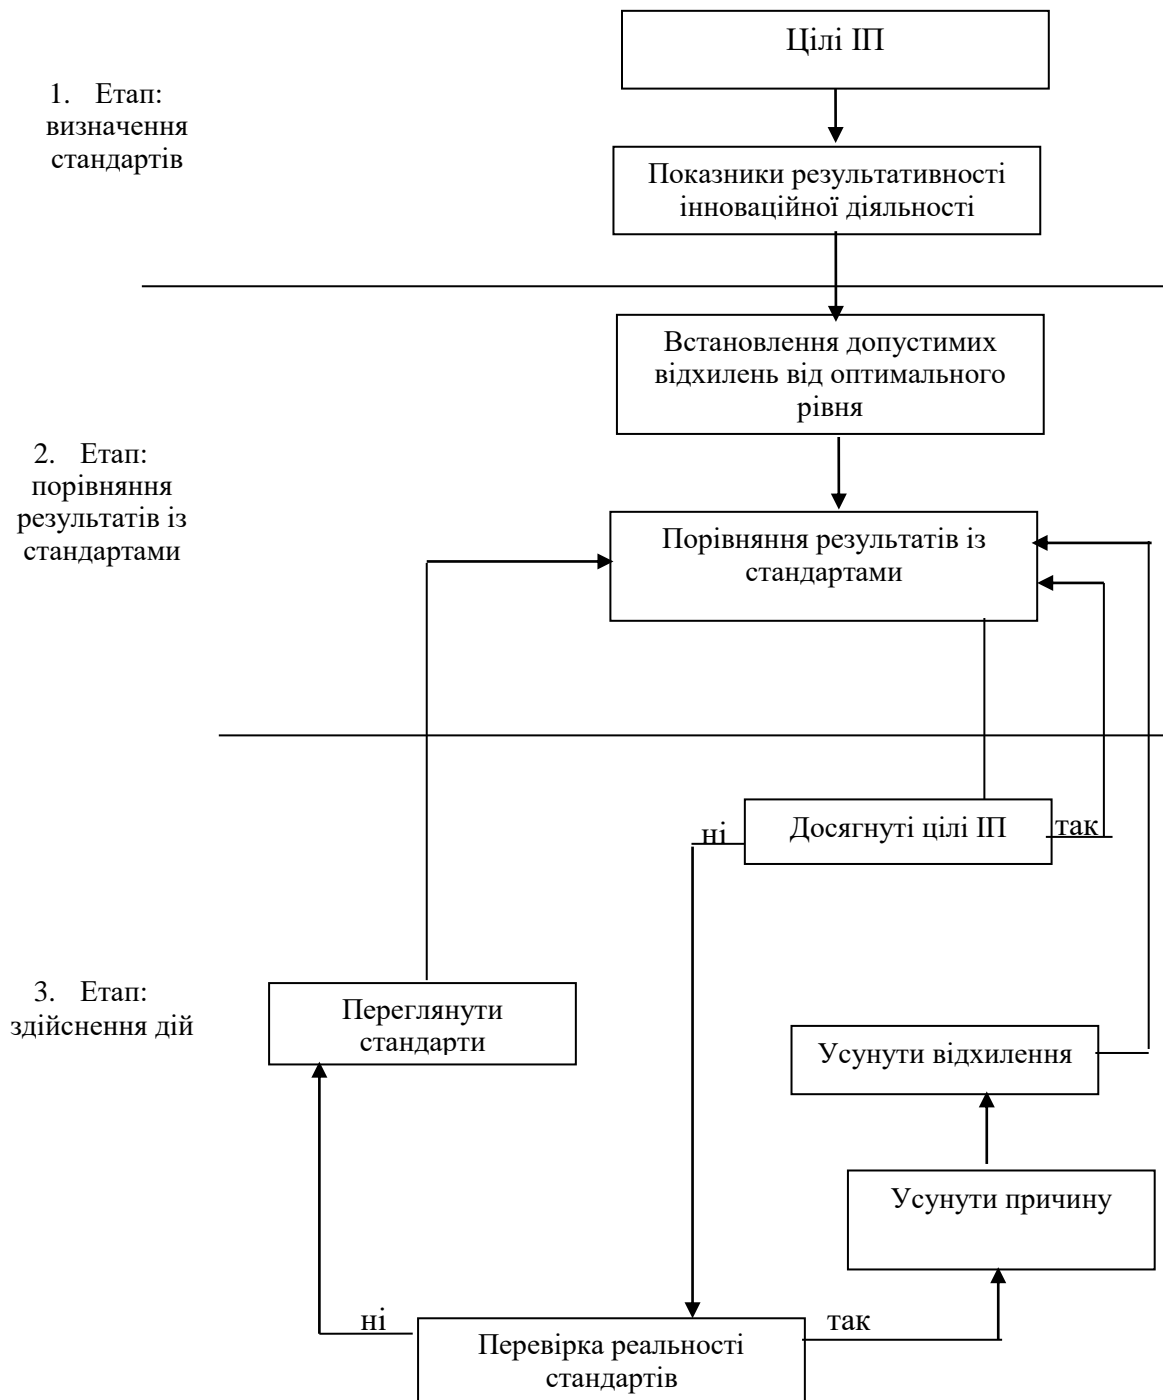 Цілі ІП
1. Етап:
визначення
стандартів
Показники результативності
інноваційної діяльності
Встановлення допустимих
відхилень від оптимального
рівня
2. Етап:
порівняння
результатів із
стандартами
Порівняння результатів із
стандартами
ні
Досягнуті цілі ІП
так
3. Етап:
здійснення дій
Переглянути
стандарти
Усунути відхилення
Усунути причину
ні
Перевірка реальності
стандартів
так